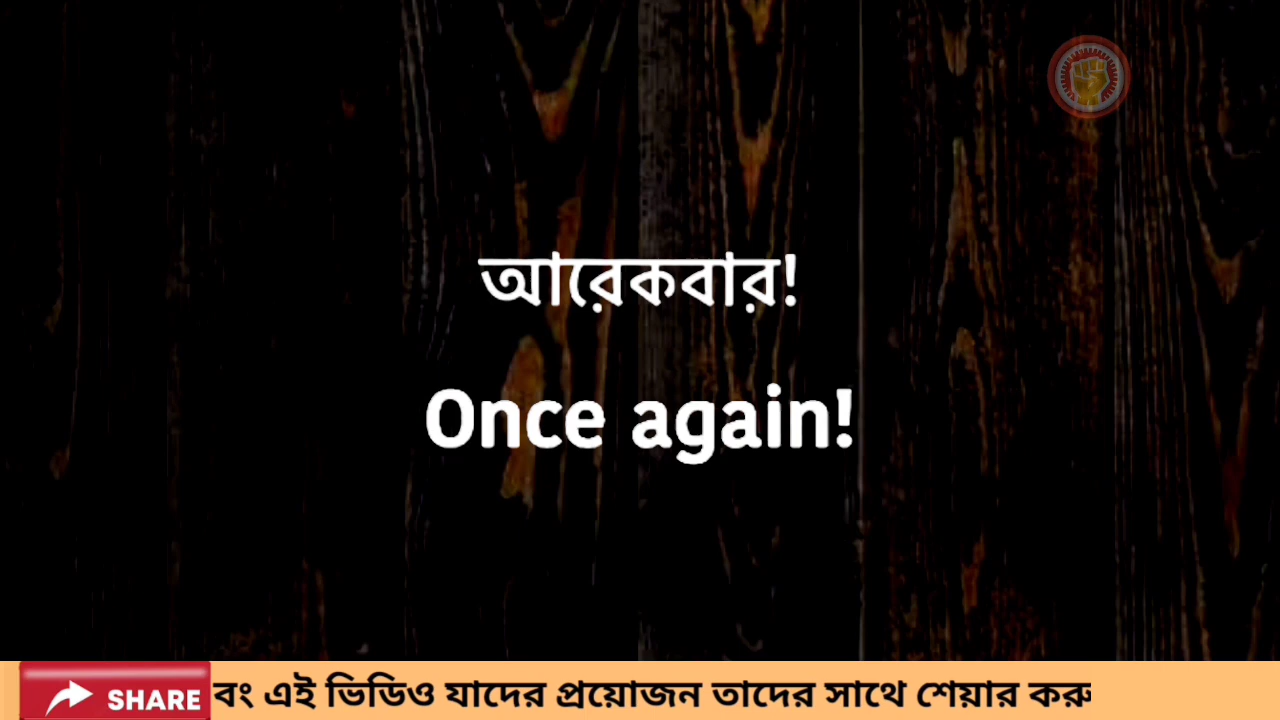 আরেকবার!
Once again!
SHARE বং এই ভিডিও যাদের প্রয়োজন তাদের সাথে শেয়ার করু